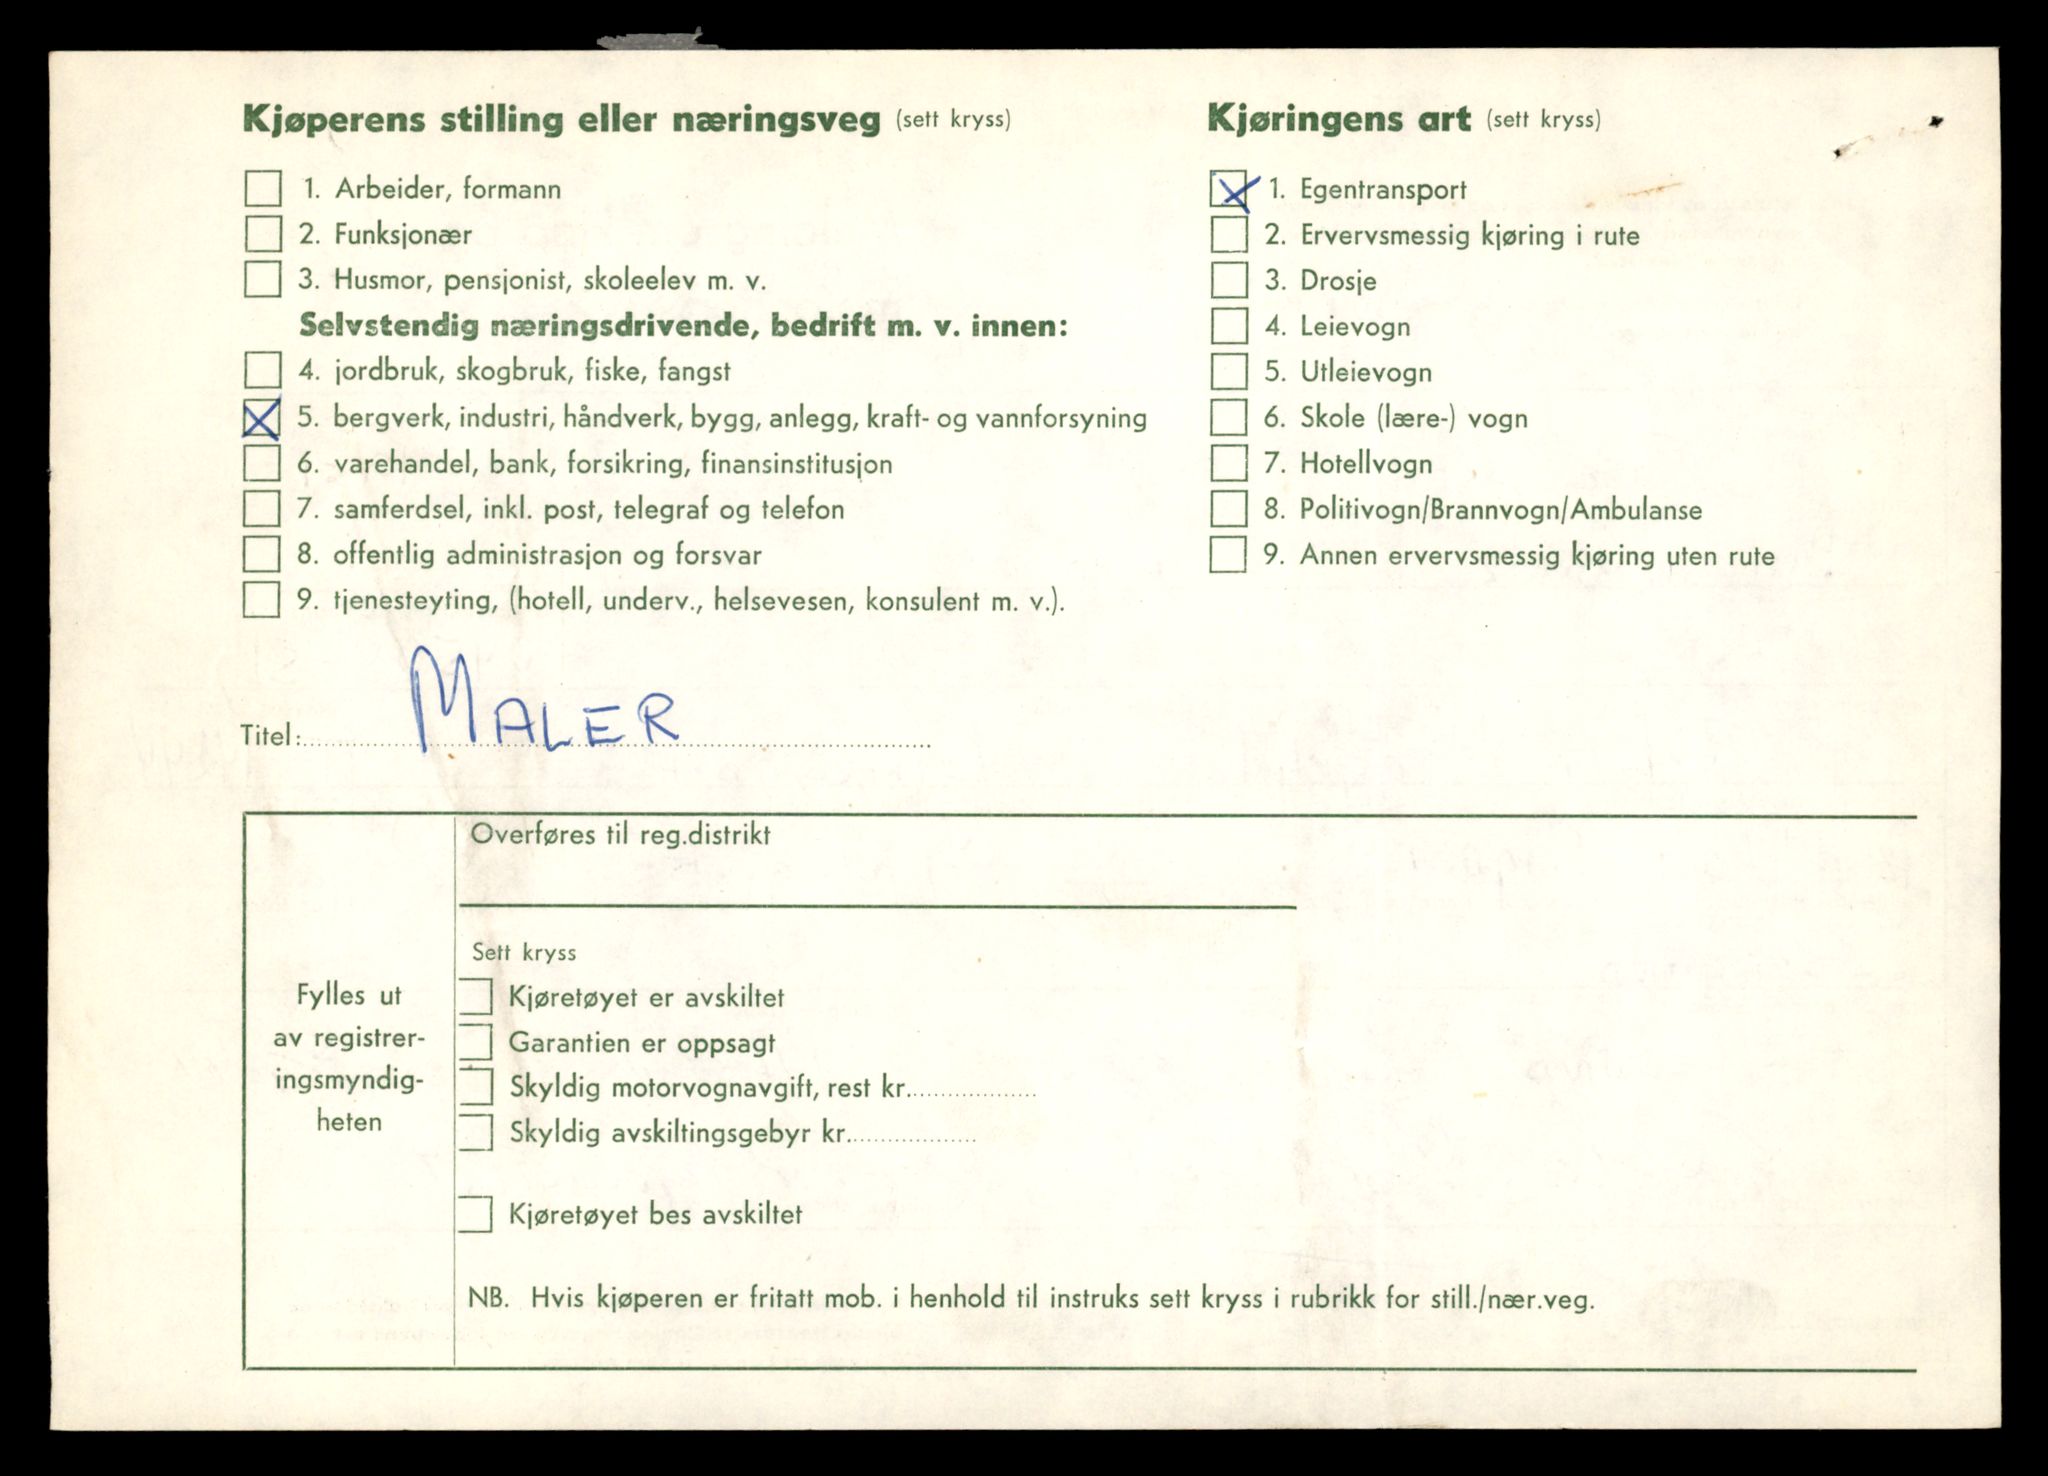 Kjøperens stilling eller næringsveg (sett kryss)
1. Arbeider, formann
2. Funksjonær
3. Husmor, pensjonist, skoleelev m. v.
Selvstendig næringsdrivende, bedrift m. v. innen:
4. jordbruk, skogbruk, fiske, fangst
5. bergverk, industri, håndverk, bygg, anlegg, kraft- og vannforsyning
6. varehandel, bank, forsikring, finansinstitusjon
7. samferdsel, inkl. post, telegraf og telefon
8. offentlig administrasjon og forsvar
9. tjenesteyting, (hotell, underv., helsevesen, konsulent m. v.).
Kjøringens art (sett kryss)
1. Egentransport
2. Ervervsmessig kjøring i rute
3. Drosje
4. Leievogn
5. Utleievogn
6. Skole (lære-) vogn
7. Hotellvogn
8. Politivogn/Brannvogn/Ambulanse
9. Annen ervervsmessig kjøring uten rute
Titel: MALER
Fylles ut
av registrer-
ingsmyndig-
heten
Overføres til reg.distrikt
Sett kryss
Kjøretøyet er avskiltet
Garantien er oppsagt
Skyldig motorvognavgift, rest kr.
Skyldig avskiltingsgebyr kr.
Kjøretøyet bes avskiltet
NB. Hvis kjøperen er fritatt mob. i henhold til instruks sett kryss i rubrikk for still./nær.veg.